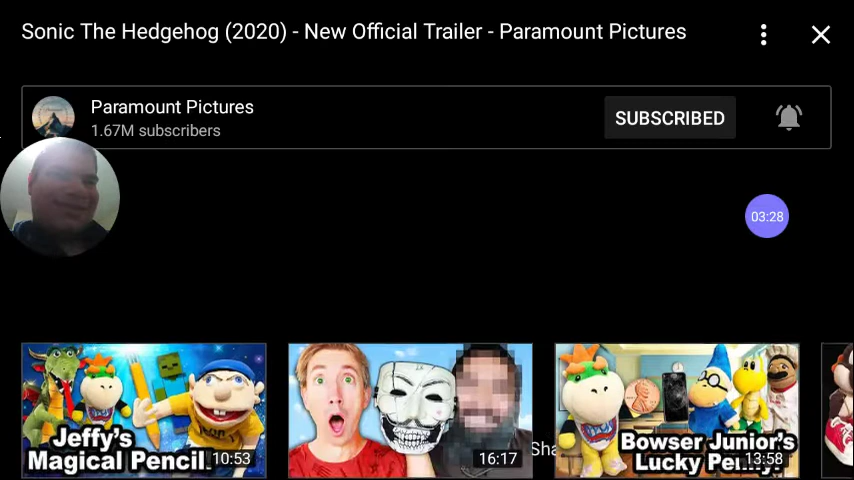 Sonic The Hedgehog (2020) - New Official Trailer - Paramount Pictures
Paramount Pictures
1.67M subscribers
SUBSCRIBED
03:28
Jeffy's
Magical Pencil
10:53
16:17
Sha
Bowser Junior's
Lucky Penny!
13:58